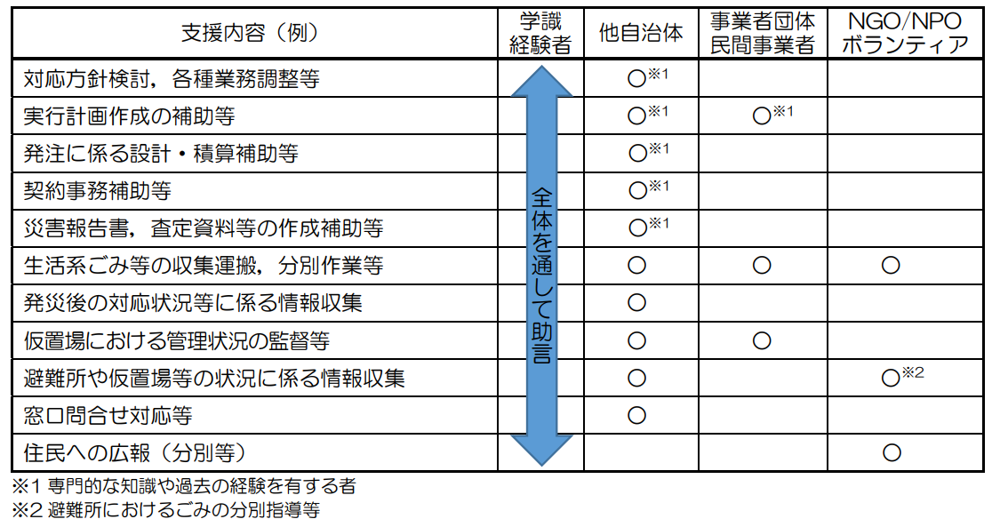 支援内容（例） 学識経験者 他自治体 事業者団体民間事業者 NGO/NPOボランティア
対応方針検討，各種業務調整等 〇※1
実行計画作成の補助等 〇※1 〇※1
発注に係る設計・積算補助等 〇※1
契約事務補助等 〇※1
災害報告書，査定資料等の作成補助等 〇※1
生活系ごみ等の収集運搬，分別作業等 〇 〇 〇
発災後の対応状況等に係る情報収集 〇
仮置場における管理状況の監督等 〇 〇
避難所や仮置場等の状況に係る情報収集 〇 〇※2
窓口問合せ対応等 〇
住民への広報（分別等） 〇
全体を通して助言
※1 専門的な知識や過去の経験を有する者
※2 避難所におけるごみの分別指導等